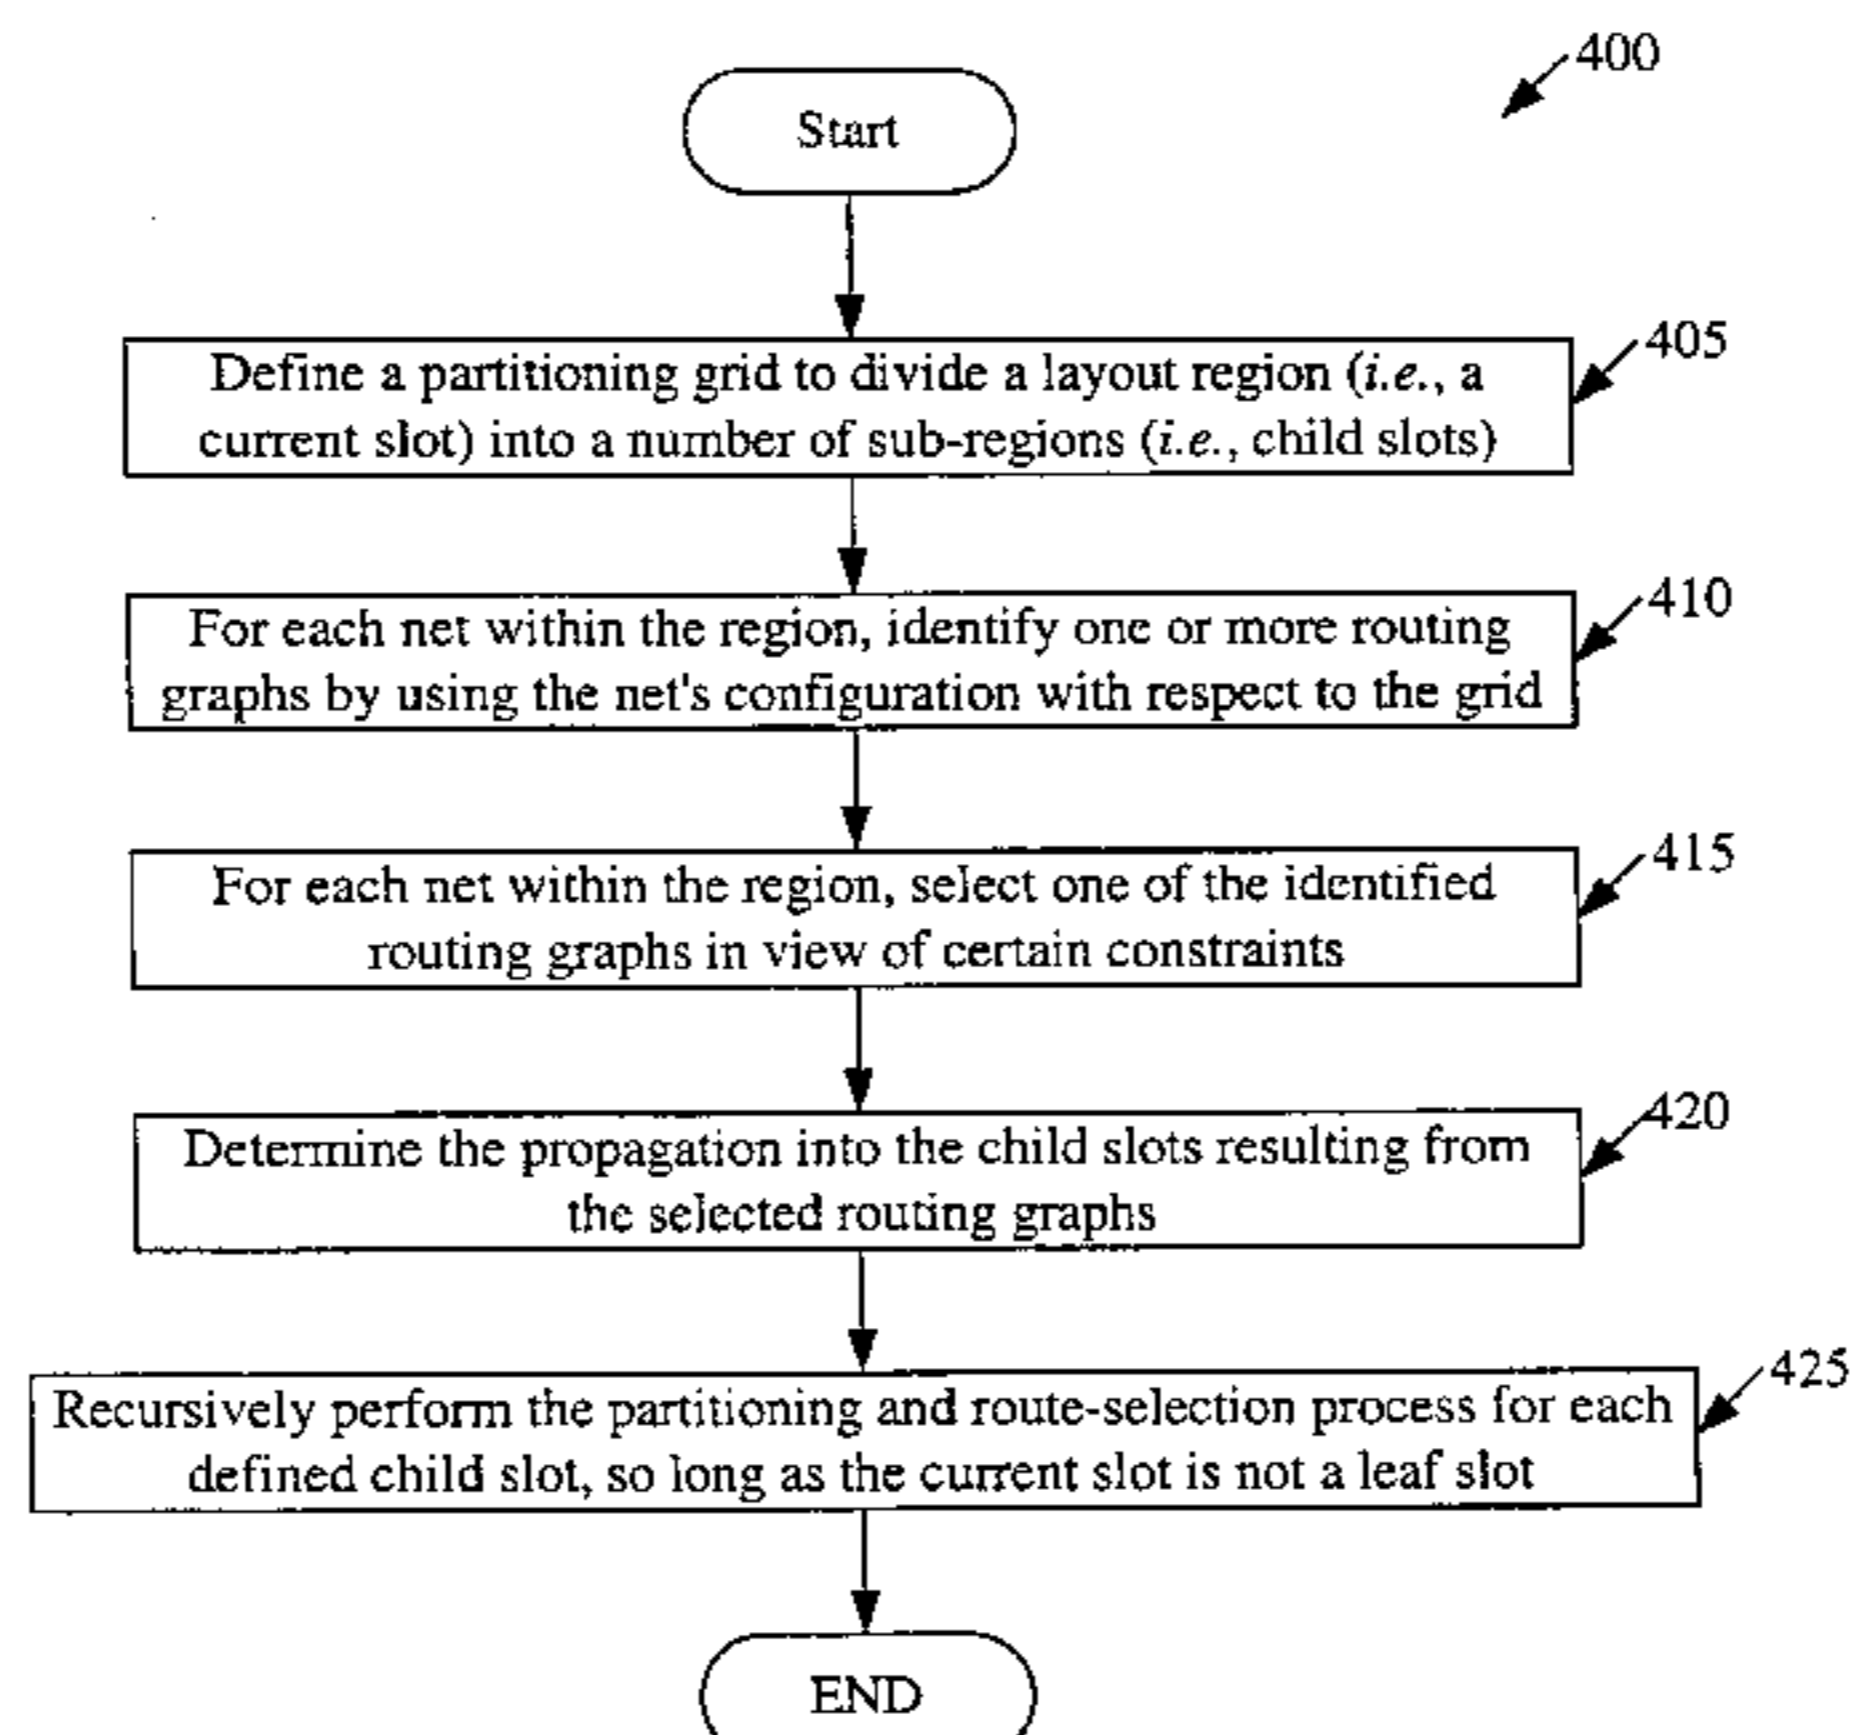 400
Start
405
Define a partitioning grid to divide a layout region (i.e., a
current slot) into a number of sub-regions (i.e., child slots)
410
For each net within the region, identify one or more routing
graphs by using the net's configuration with respect to the grid
415
For each net within the region, select one of the identified
routing graphs in view of certain constraints
420
Determine the propagation into the child slots resulting from
the selected routing graphs
425
Recursively perform the partitioning and route-selection process for each
defined child slot, so long as the current slot is not a leaf slot
END